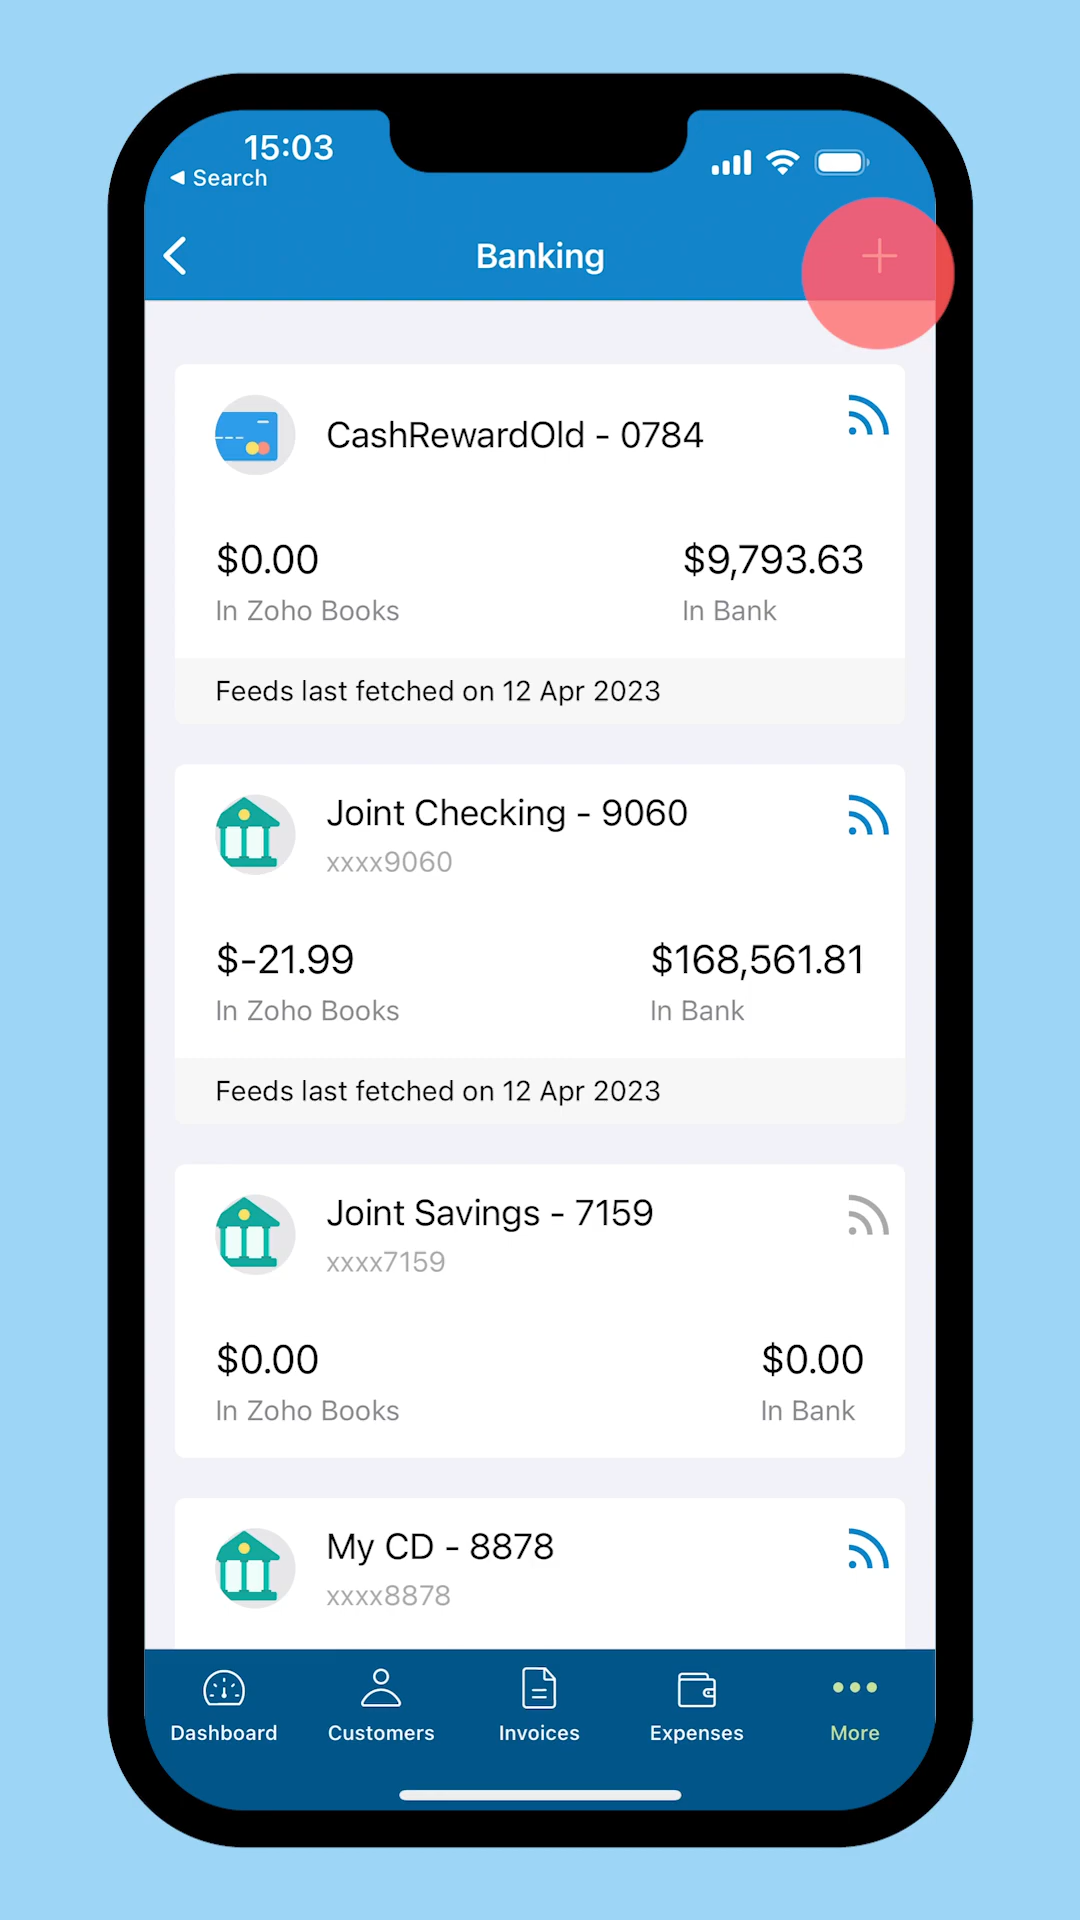 15:03
◀ Search
Banking
CashRewardOld - 0784
$0.00 $9,793.63
In Zoho Books In Bank
Feeds last fetched on 12 Apr 2023
Joint Checking - 9060
xxxx9060
$-21.99 $168,561.81
In Zoho Books In Bank
Feeds last fetched on 12 Apr 2023
Joint Savings - 7159
xxxx7159
$0.00 $0.00
In Zoho Books In Bank
My CD - 8878
xxxx8878
Dashboard Customers Invoices Expenses More